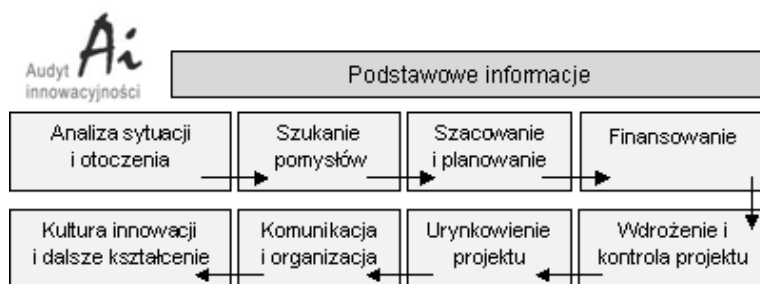 Ai
Audyt
innowacyjności
Podstawowe informacje
Analiza sytuacji
i otoczenia
Szukanie
pomysłów
Szacowanie
i planowanie
Finansowanie
Kultura innowacji
i dalsze kształcenie
Komunikacja
i organizacja
Urynkowienie
projektu
Wdrożenie i
kontrola projektu